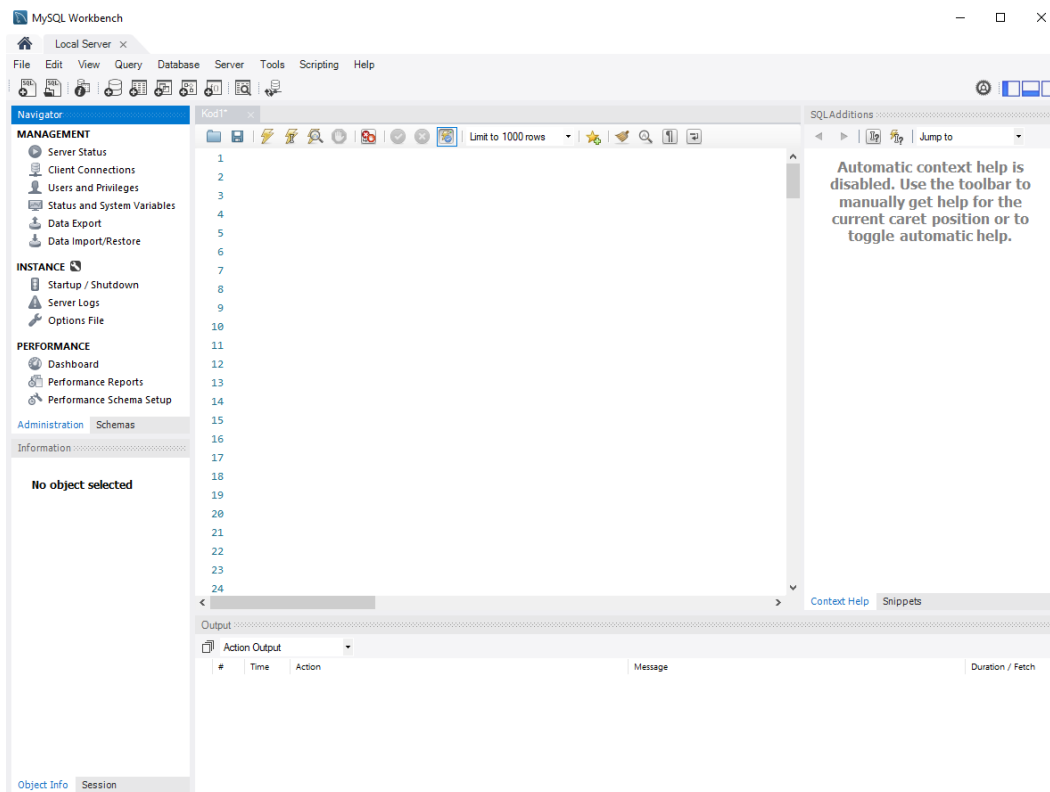 MySQL Workbench
Local Server
File Edit View Query Database Server Tools Scripting Help
Navigator
MANAGEMENT
Server Status
Client Connections
Users and Privileges
Status and System Variables
Data Export
Data Import/Restore
INSTANCE
Startup / Shutdown
Server Logs
Options File
PERFORMANCE
Dashboard
Performance Reports
Performance Schema Setup
Administration Schemas
Information
No object selected
Object Info Session
Kod1*
Limit to 1000 rows
1
2
3
4
5
6
7
8
9
10
11
12
13
14
15
16
17
18
19
20
21
22
23
24
SQLAdditions
Jump to
Automatic context help is
disabled. Use the toolbar to
manually get help for the
current caret position or to
toggle automatic help.
Context Help Snippets
Output
Action Output
# Time Action Message Duration / Fetch